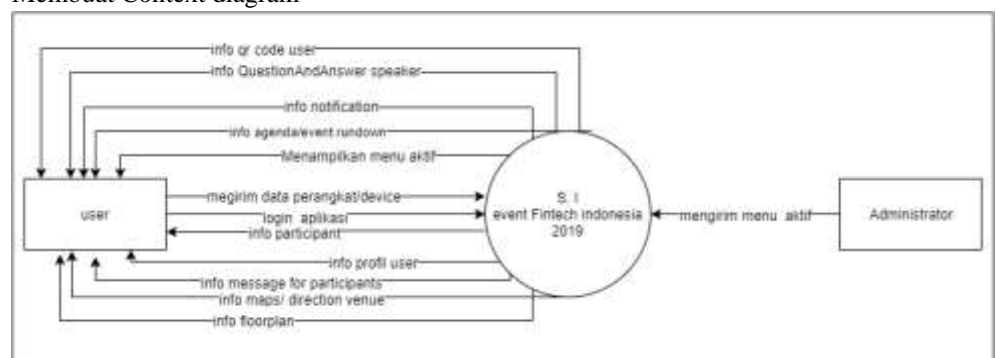 Membuat Context diagram
info qr code user
info QuestionAndAnswer speaker
info notification
info agenda/event rundown
Menampilkan menu aktif
megirim data perangkat/device
login aplikasi
info participant
info profil user
info message for participants
info maps/ direction venue
info floorplan
user
S. I
event Fintech indonesia
2019
mengirim menu aktif
Administrator